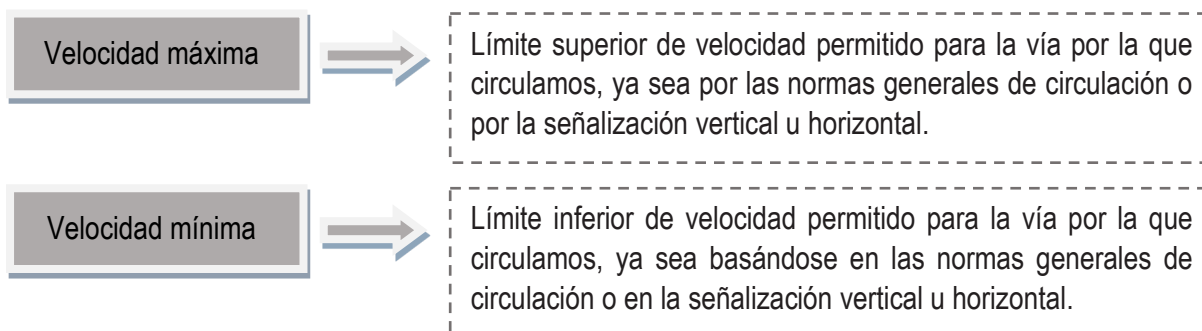 Velocidad máxima
Límite superior de velocidad permitido para la vía por la que
circulamos, ya sea por las normas generales de circulación o
por la señalización vertical u horizontal.
Velocidad mínima
Límite inferior de velocidad permitido para la vía por la que
circulamos, ya sea basándose en las normas generales de
circulación o en la señalización vertical u horizontal.